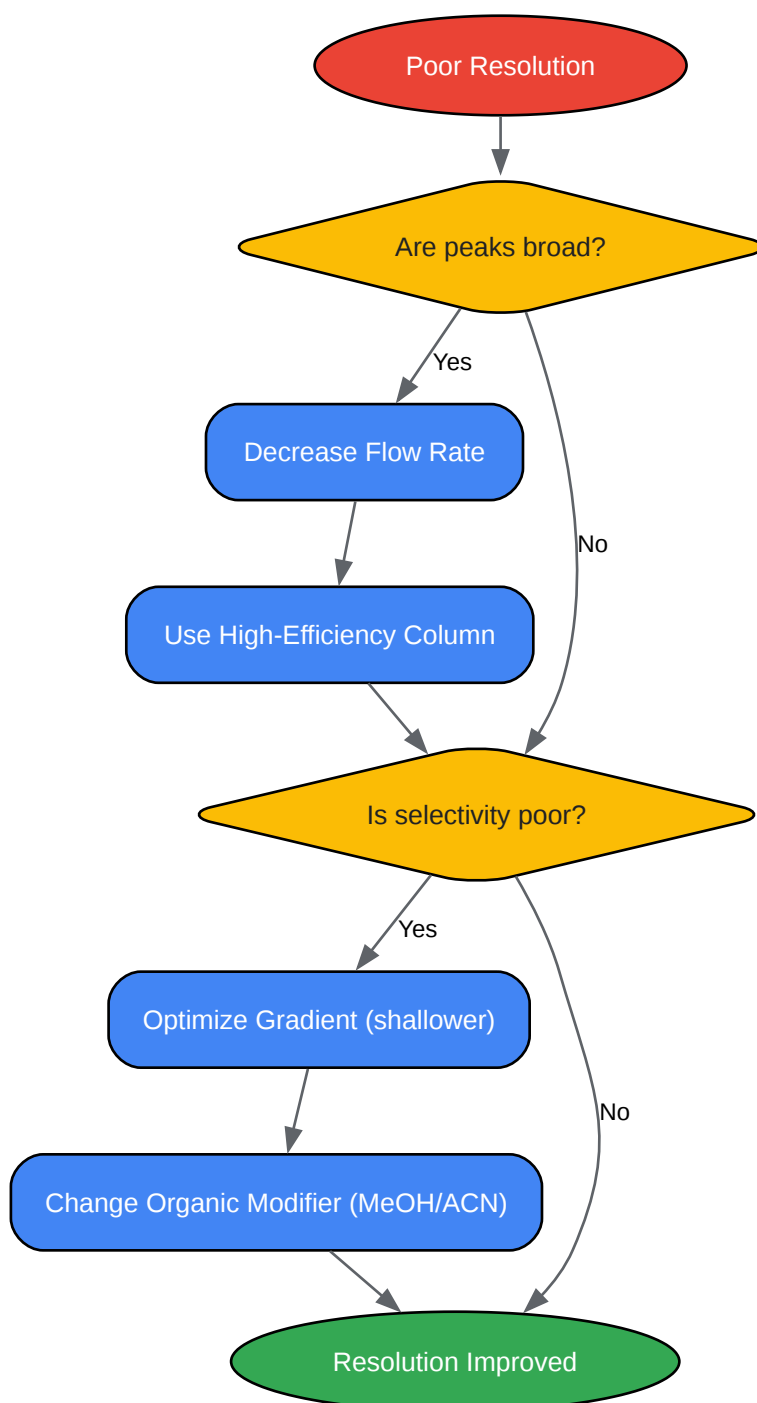 Poor Resolution
Are peaks broad?
Yes
Decrease Flow Rate
No
Use High-Efficiency Column
Is selectivity poor?
Yes
Optimize Gradient (shallower)
No
Change Organic Modifier (MeOH/ACN)
Resolution Improved